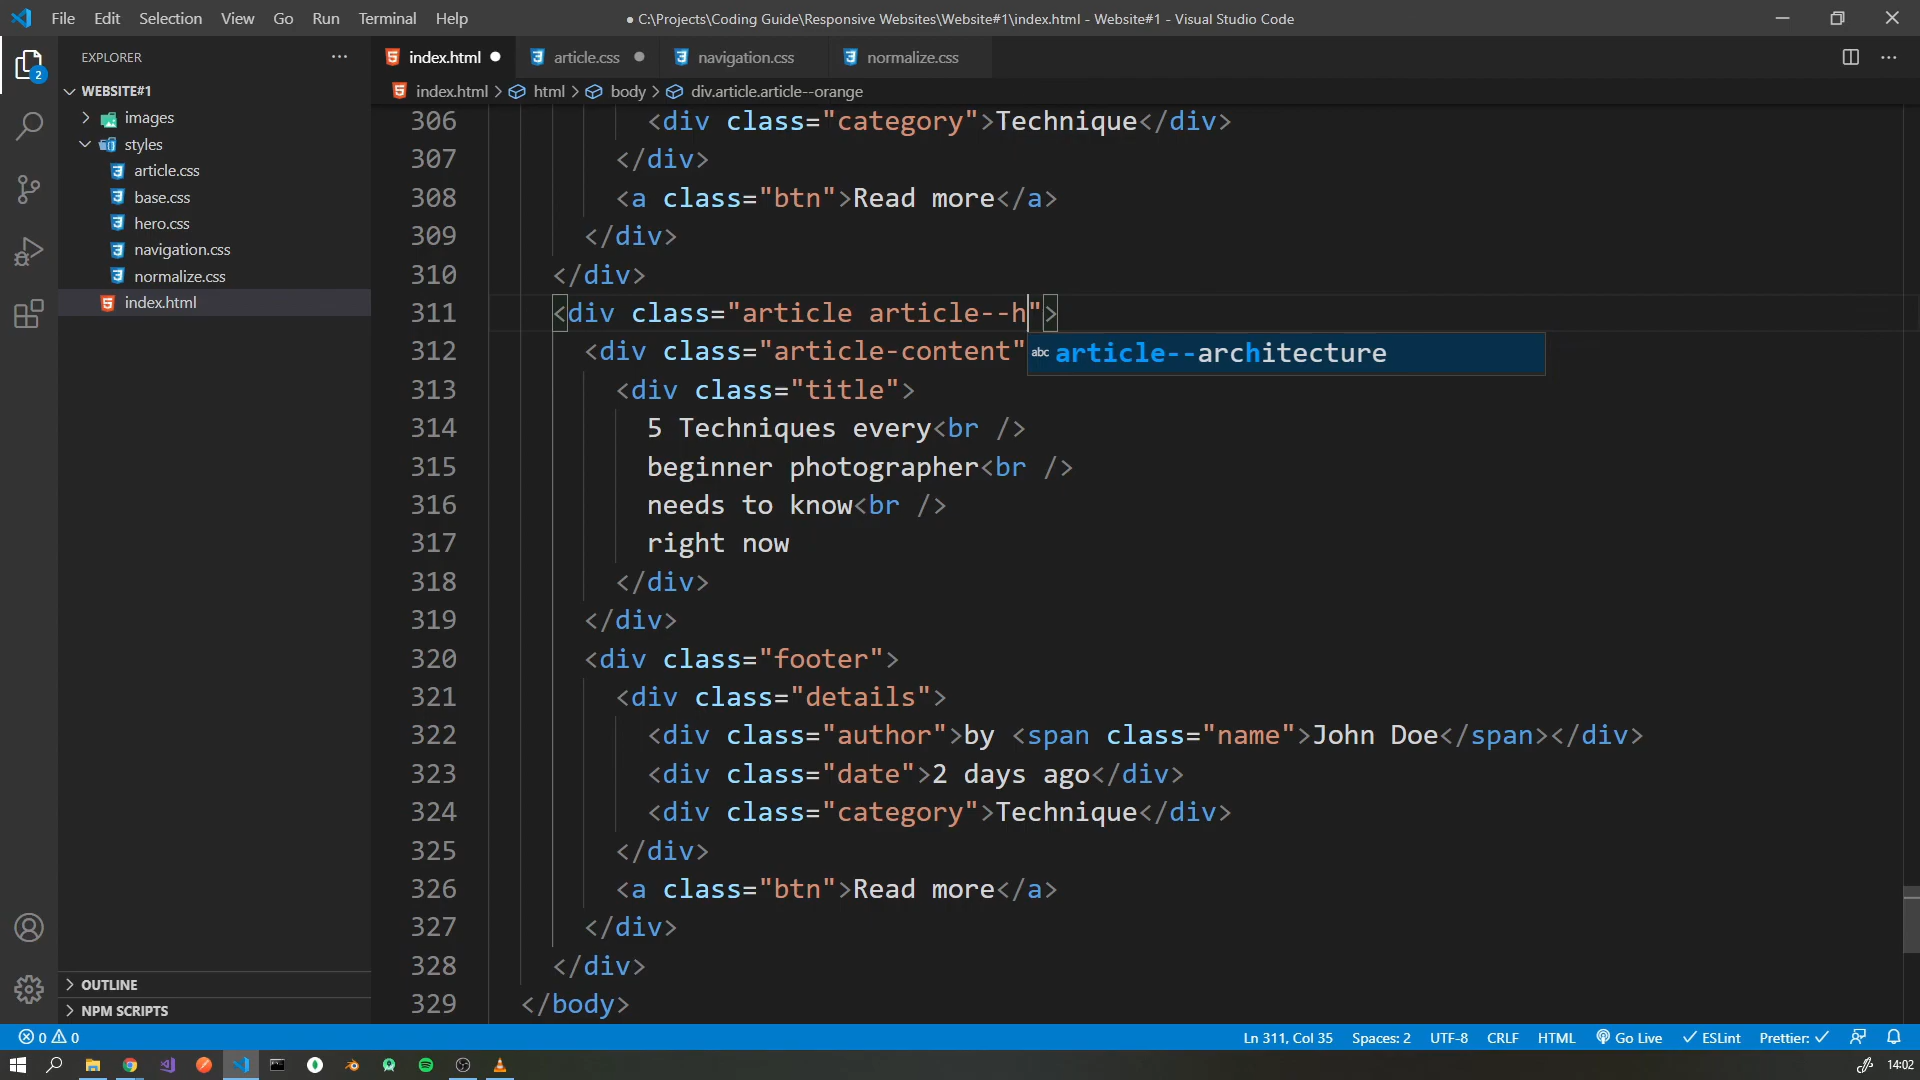 File Edit Selection View Go Run Terminal Help
● C:\Projects\Coding Guide\Responsive Websites\Website#1\index.html - Website#1 - Visual Studio Code
2
EXPLORER
WEBSITE#1
images
styles
article.css
base.css
hero.css
navigation.css
normalize.css
index.html
OUTLINE
NPM SCRIPTS
index.html article.css navigation.css normalize.css
index.html > html > body > div.article.article--orange
306 <div class="category">Technique</div>
307 </div>
308 <a class="btn">Read more</a>
309 </div>
310 </div>
311 <div class="article article--h">
312 <div class="article-content"
abc article--architecture
313 <div class="title">
314 5 Techniques every<br />
315 beginner photographer<br />
316 needs to know<br />
317 right now
318 </div>
319 </div>
320 <div class="footer">
321 <div class="details">
322 <div class="author">by <span class="name">John Doe</span></div>
323 <div class="date">2 days ago</div>
324 <div class="category">Technique</div>
325 </div>
326 <a class="btn">Read more</a>
327 </div>
328 </div>
329 </body>
0 0 Ln 311, Col 35 Spaces: 2 UTF-8 CRLF HTML Go Live ESLint Prettier: ✓
14:02